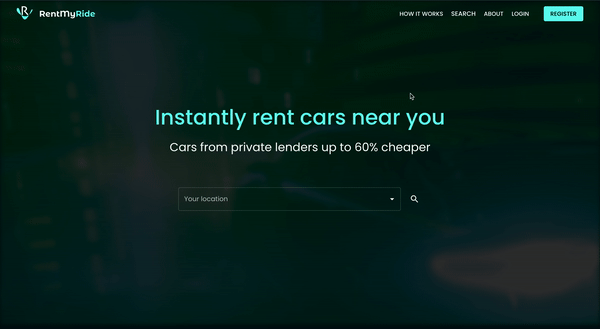 RentMyRide
HOW IT WORKS SEARCH ABOUT LOGIN REGISTER
Instantly rent cars near you
Cars from private lenders up to 60% cheaper
Your location